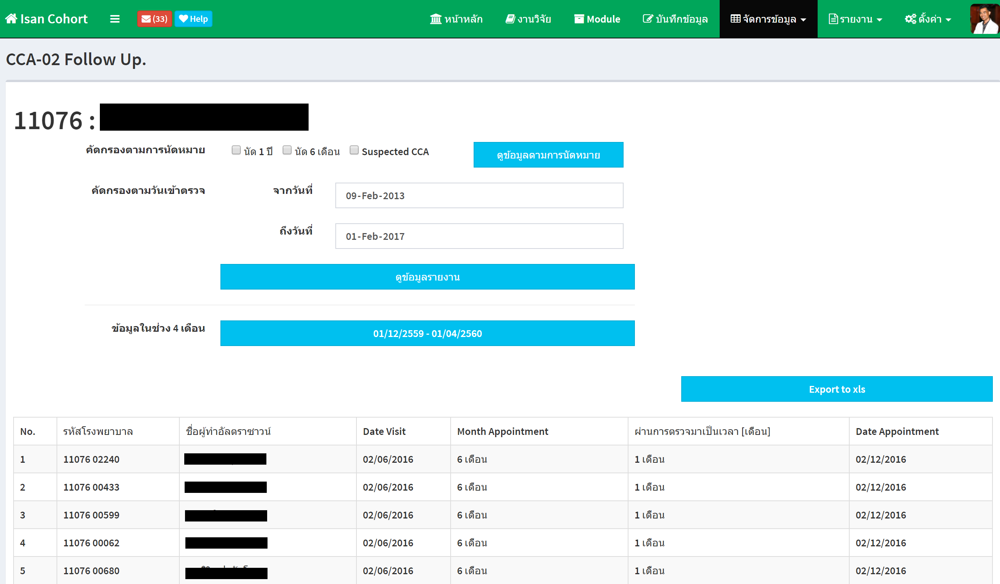 Isan Cohort (33) Help หน้าหลัก งานวิจัย Module บันทึกข้อมูล จัดการข้อมูล รายงาน ตั้งค่า
CCA-02 Follow Up.
11076 :
คัดกรองตามการนัดหมาย นัด 1 ปี นัด 6 เดือน Suspected CCA ดูข้อมูลตามการนัดหมาย
คัดกรองตามวันเข้าตรวจ จากวันที่ 09-Feb-2013
ถึงวันที่ 01-Feb-2017
ดูข้อมูลรายงาน
ข้อมูลในช่วง 4 เดือน 01/12/2559 - 01/04/2560
Export to xls
No. รหัสโรงพยาบาล ชื่อผู้ทำอัลตราซาวน์ Date Visit Month Appointment ผ่านการตรวจมาเป็นเวลา [เดือน] Date Appointment
1 11076 02240 02/06/2016 6 เดือน 1 เดือน 02/12/2016
2 11076 00433 02/06/2016 6 เดือน 1 เดือน 02/12/2016
3 11076 00599 02/06/2016 6 เดือน 1 เดือน 02/12/2016
4 11076 00062 02/06/2016 6 เดือน 1 เดือน 02/12/2016
5 11076 00680 02/06/2016 6 เดือน 1 เดือน 02/12/2016